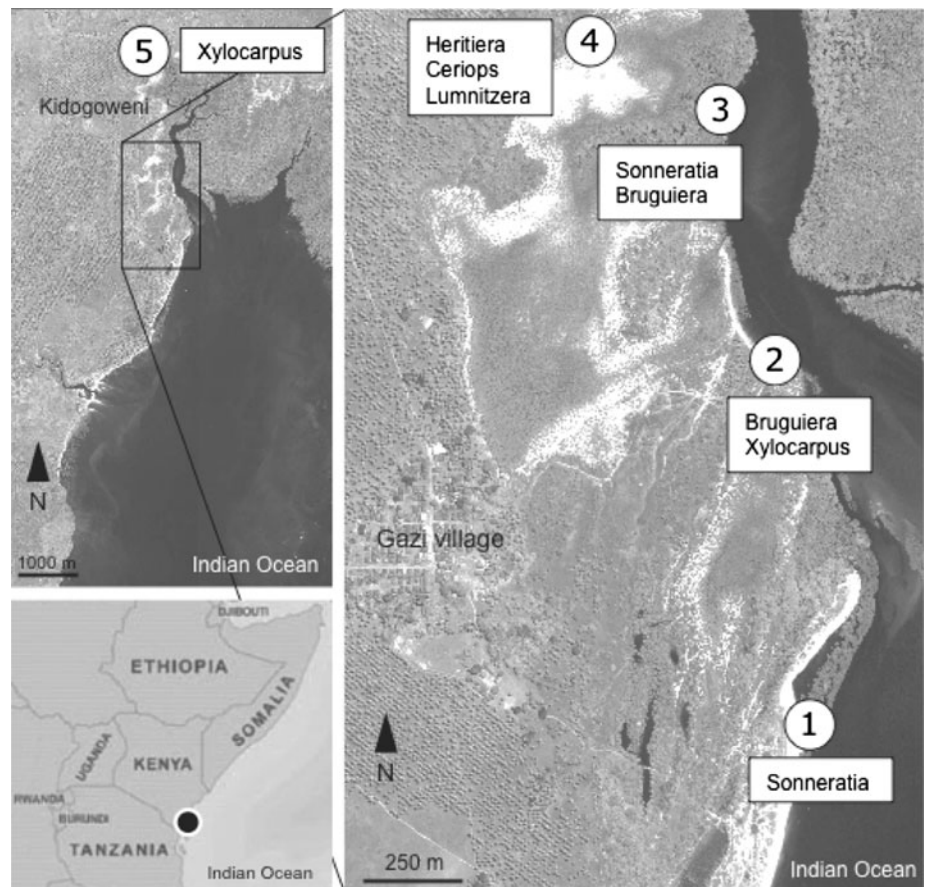 5
Xylocarpus
Kidogoweni
N
1000 m
Indian Ocean
DJIBOUTI
ETHIOPIA
SOMALIA
UGANDA
KENYA
RWANDA
BURUNDI
TANZANIA
Indian Ocean
Heritiera
Ceriops
Lumnitzera
4
3
Sonneratia
Bruguiera
2
Bruguiera
Xylocarpus
Gazi village
1
Sonneratia
N
250 m
Indian Ocean